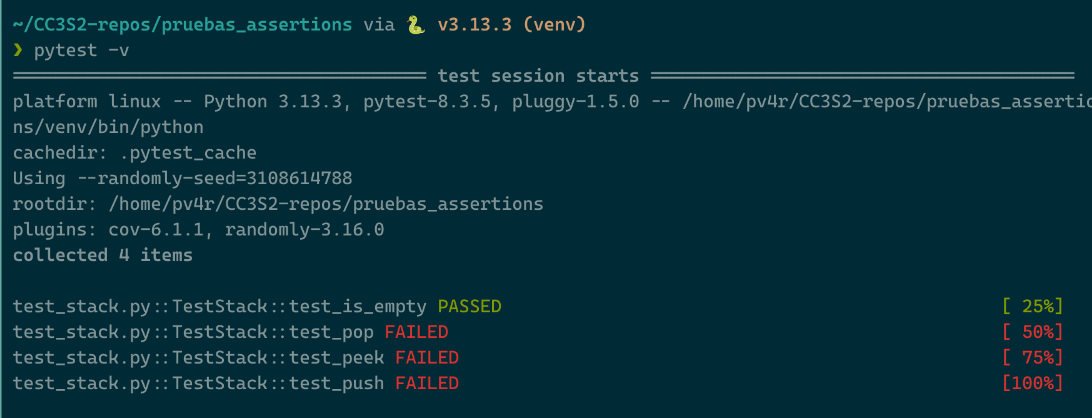 ~/CC3S2-repos/pruebas_assertions via 🐍 v3.13.3 (venv)
❯ pytest -v
═══════════════════════════════════ test session starts ═══════════════════════════════════
platform linux -- Python 3.13.3, pytest-8.3.5, pluggy-1.5.0 -- /home/pv4r/CC3S2-repos/pruebas_assertio
ns/venv/bin/python
cachedir: .pytest_cache
Using --randomly-seed=3108614788
rootdir: /home/pv4r/CC3S2-repos/pruebas_assertions
plugins: cov-6.1.1, randomly-3.16.0
collected 4 items
test_stack.py::TestStack::test_is_empty PASSED [ 25%]
test_stack.py::TestStack::test_pop FAILED [ 50%]
test_stack.py::TestStack::test_peek FAILED [ 75%]
test_stack.py::TestStack::test_push FAILED [100%]